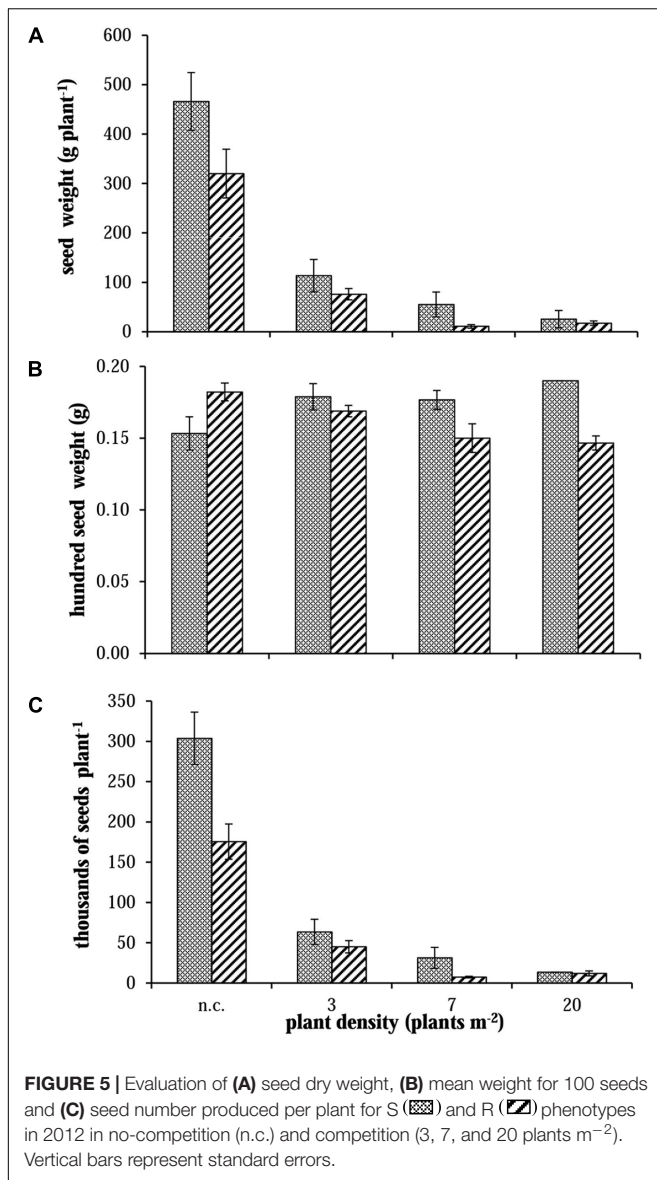 A
seed weight (g plant⁻¹)
600
500
400
300
200
100
0
B
hundred seed weight (g)
0.20
0.15
0.10
0.05
0.00
C
thousands of seeds plant⁻¹
350
300
250
200
150
100
50
0
n.c. 3 7 20
plant density (plants m⁻²)
FIGURE 5 | Evaluation of (A) seed dry weight, (B) mean weight for 100 seeds
and (C) seed number produced per plant for S ( ) and R ( ) phenotypes
in 2012 in no-competition (n.c.) and competition (3, 7, and 20 plants m⁻²).
Vertical bars represent standard errors.